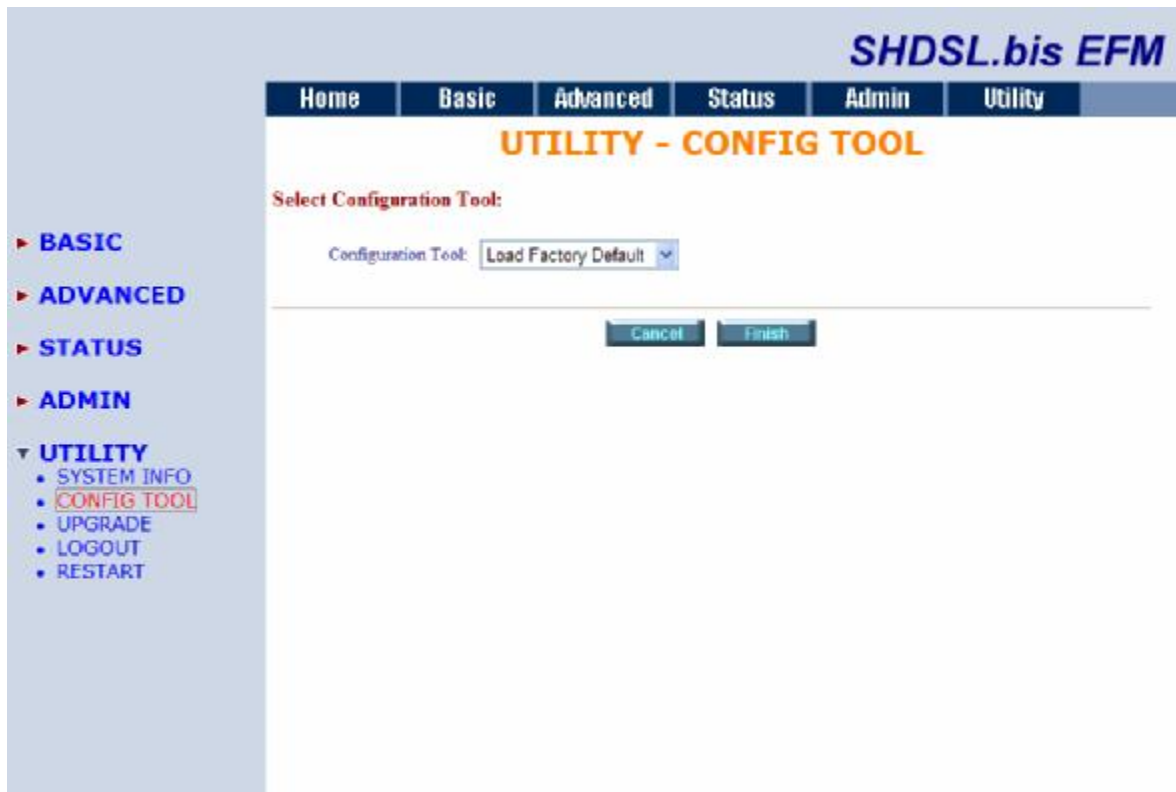 SHDSL.bis EFM
Home Basic Advanced Status Admin Utility
UTILITY - CONFIG TOOL
Select Configuration Tool:
Configuration Tool: Load Factory Default
Cancel Finish
BASIC
ADVANCED
STATUS
ADMIN
UTILITY
SYSTEM INFO
CONFIG TOOL
UPGRADE
LOGOUT
RESTART